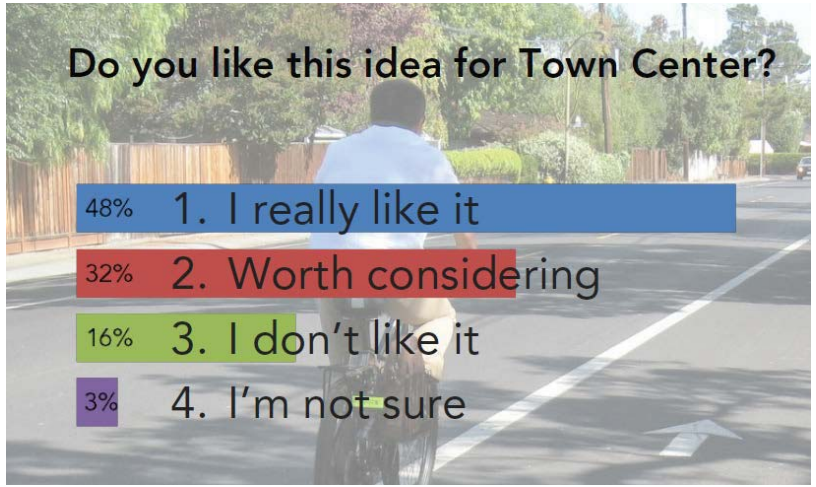 Do you like this idea for Town Center?
48% 1. I really like it
32% 2. Worth considering
16% 3. I don't like it
3% 4. I'm not sure